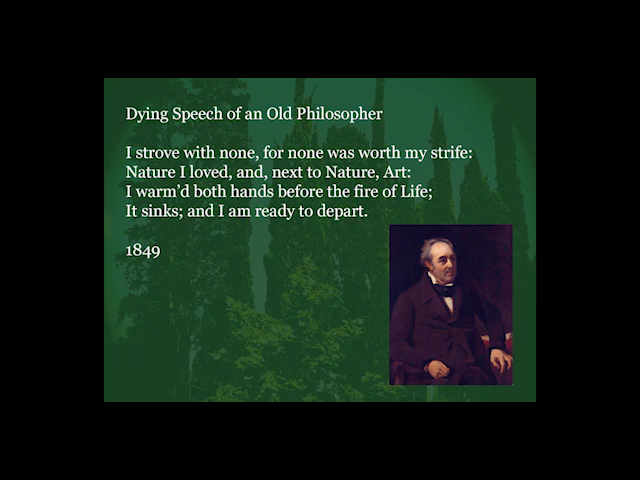 Dying Speech of an Old Philosopher
I strove with none, for none was worth my strife:
Nature I loved, and, next to Nature, Art:
I warm’d both hands before the fire of Life;
It sinks; and I am ready to depart.
1849